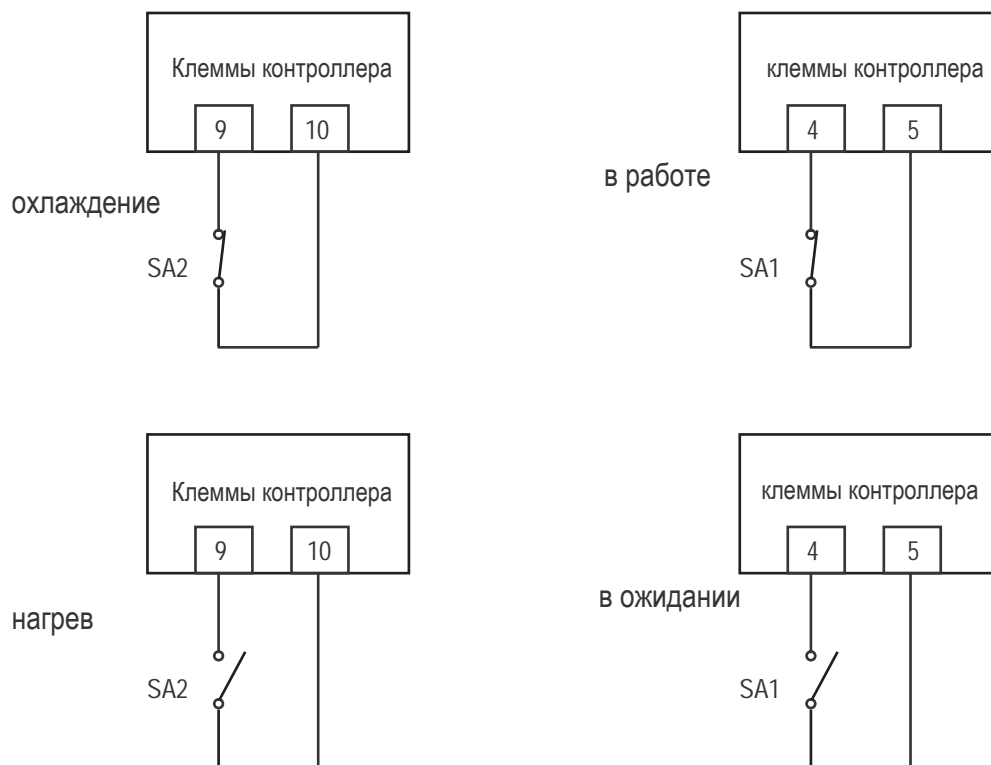 Клеммы контроллера
9 10
охлаждение
SA2
клеммы контроллера
4 5
в работе
SA1
Клеммы контроллера
9 10
нагрев
SA2
клеммы контроллера
4 5
в ожидании
SA1